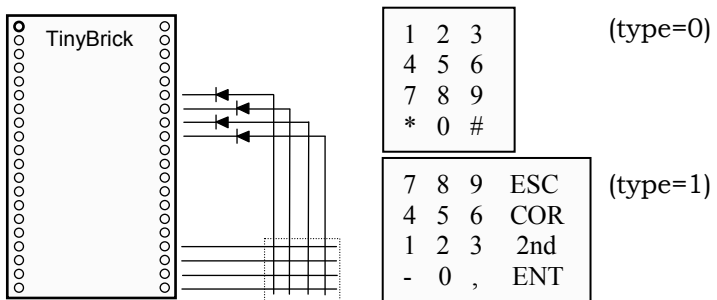 TinyBrick
1 2 3
4 5 6
7 8 9
* 0 #
(type=0)
7 8 9 ESC
4 5 6 COR
1 2 3 2nd
- 0 , ENT
(type=1)